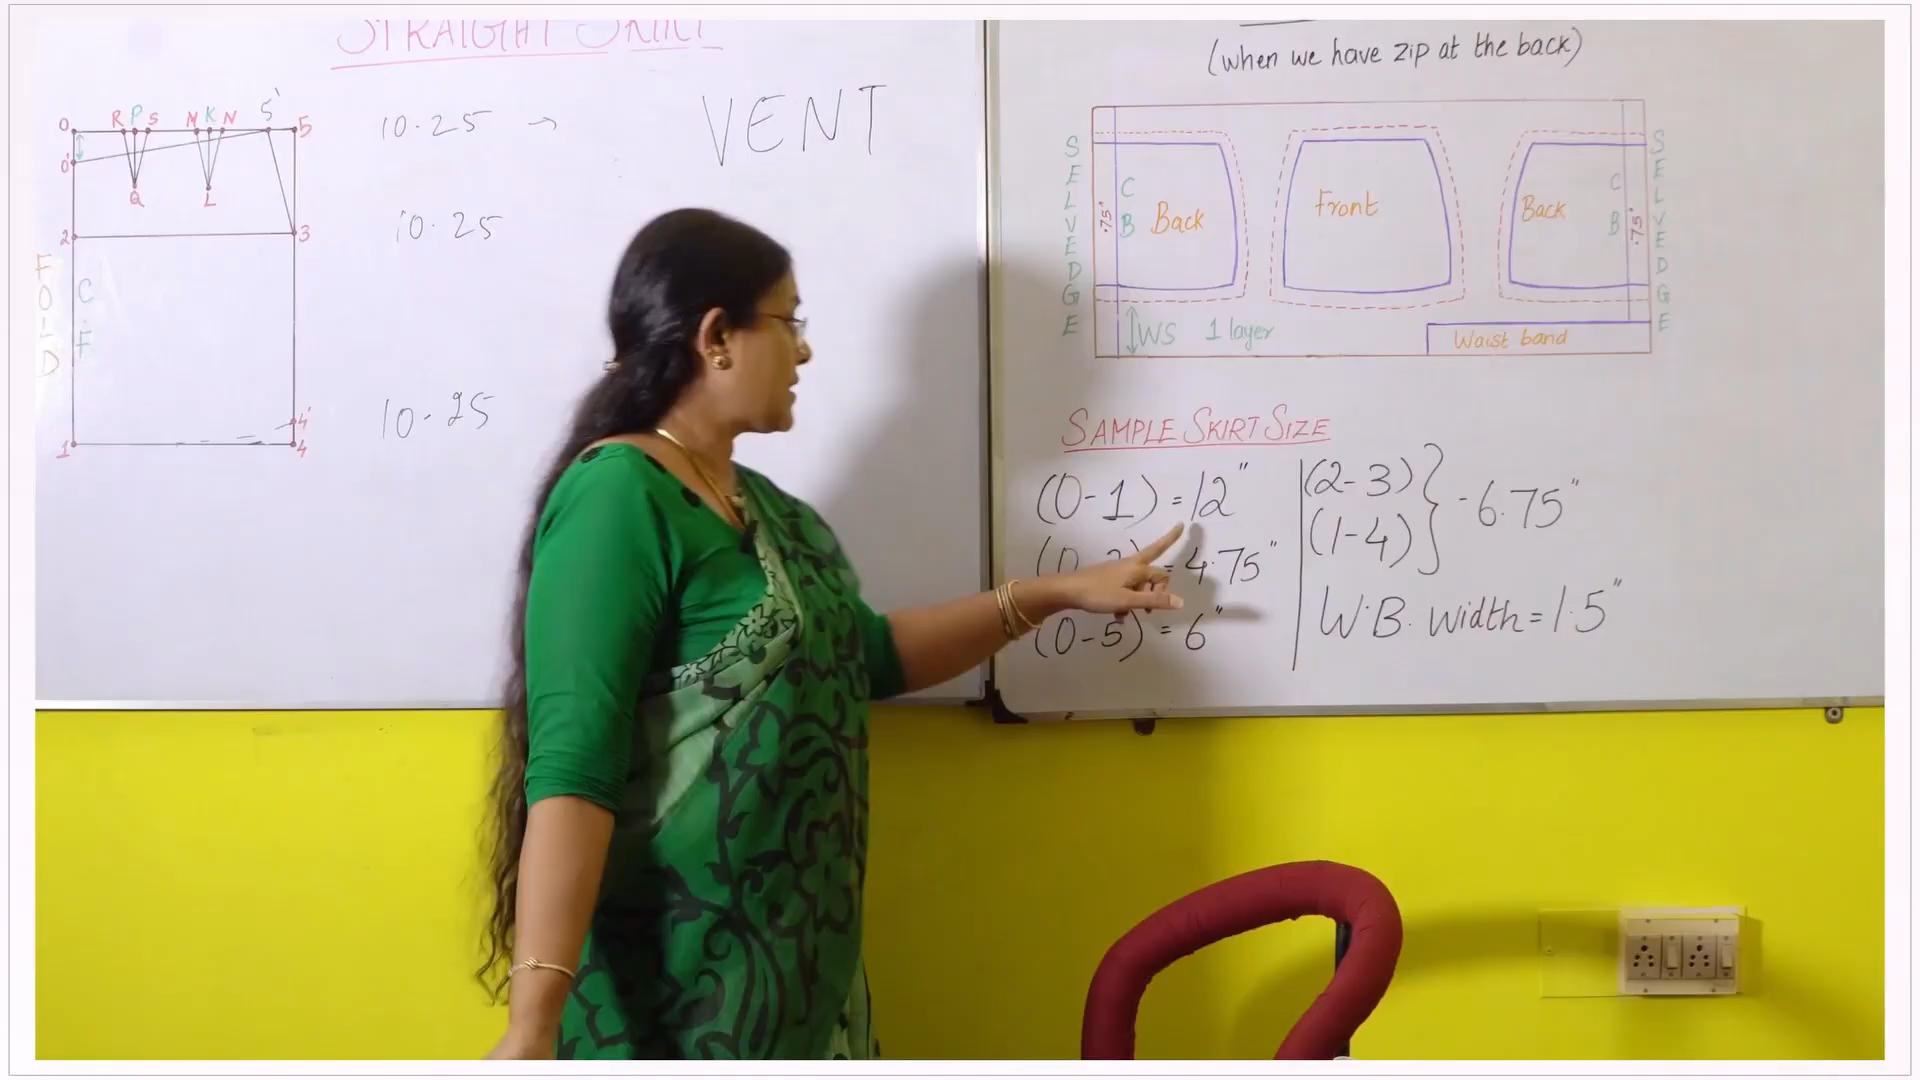 STRAIGHT SKIRT
0 R P S M K N 5' 5
0'
Q L
2 3
FOLD
C.F
4'
1 4
10.25 →
10.25
10.25
VENT
(when we have zip at the back)
SELVEDGE
.75"
CB
Back
Front
Back
CB
.75"
SELVEDGE
WS 1 layer
Waist band
SAMPLE SKIRT SIZE
(0-1) = 12"
= 4.75"
(0-5) = 6"
(2-3)
(1-4)
- 6.75"
W.B. width = 1.5"